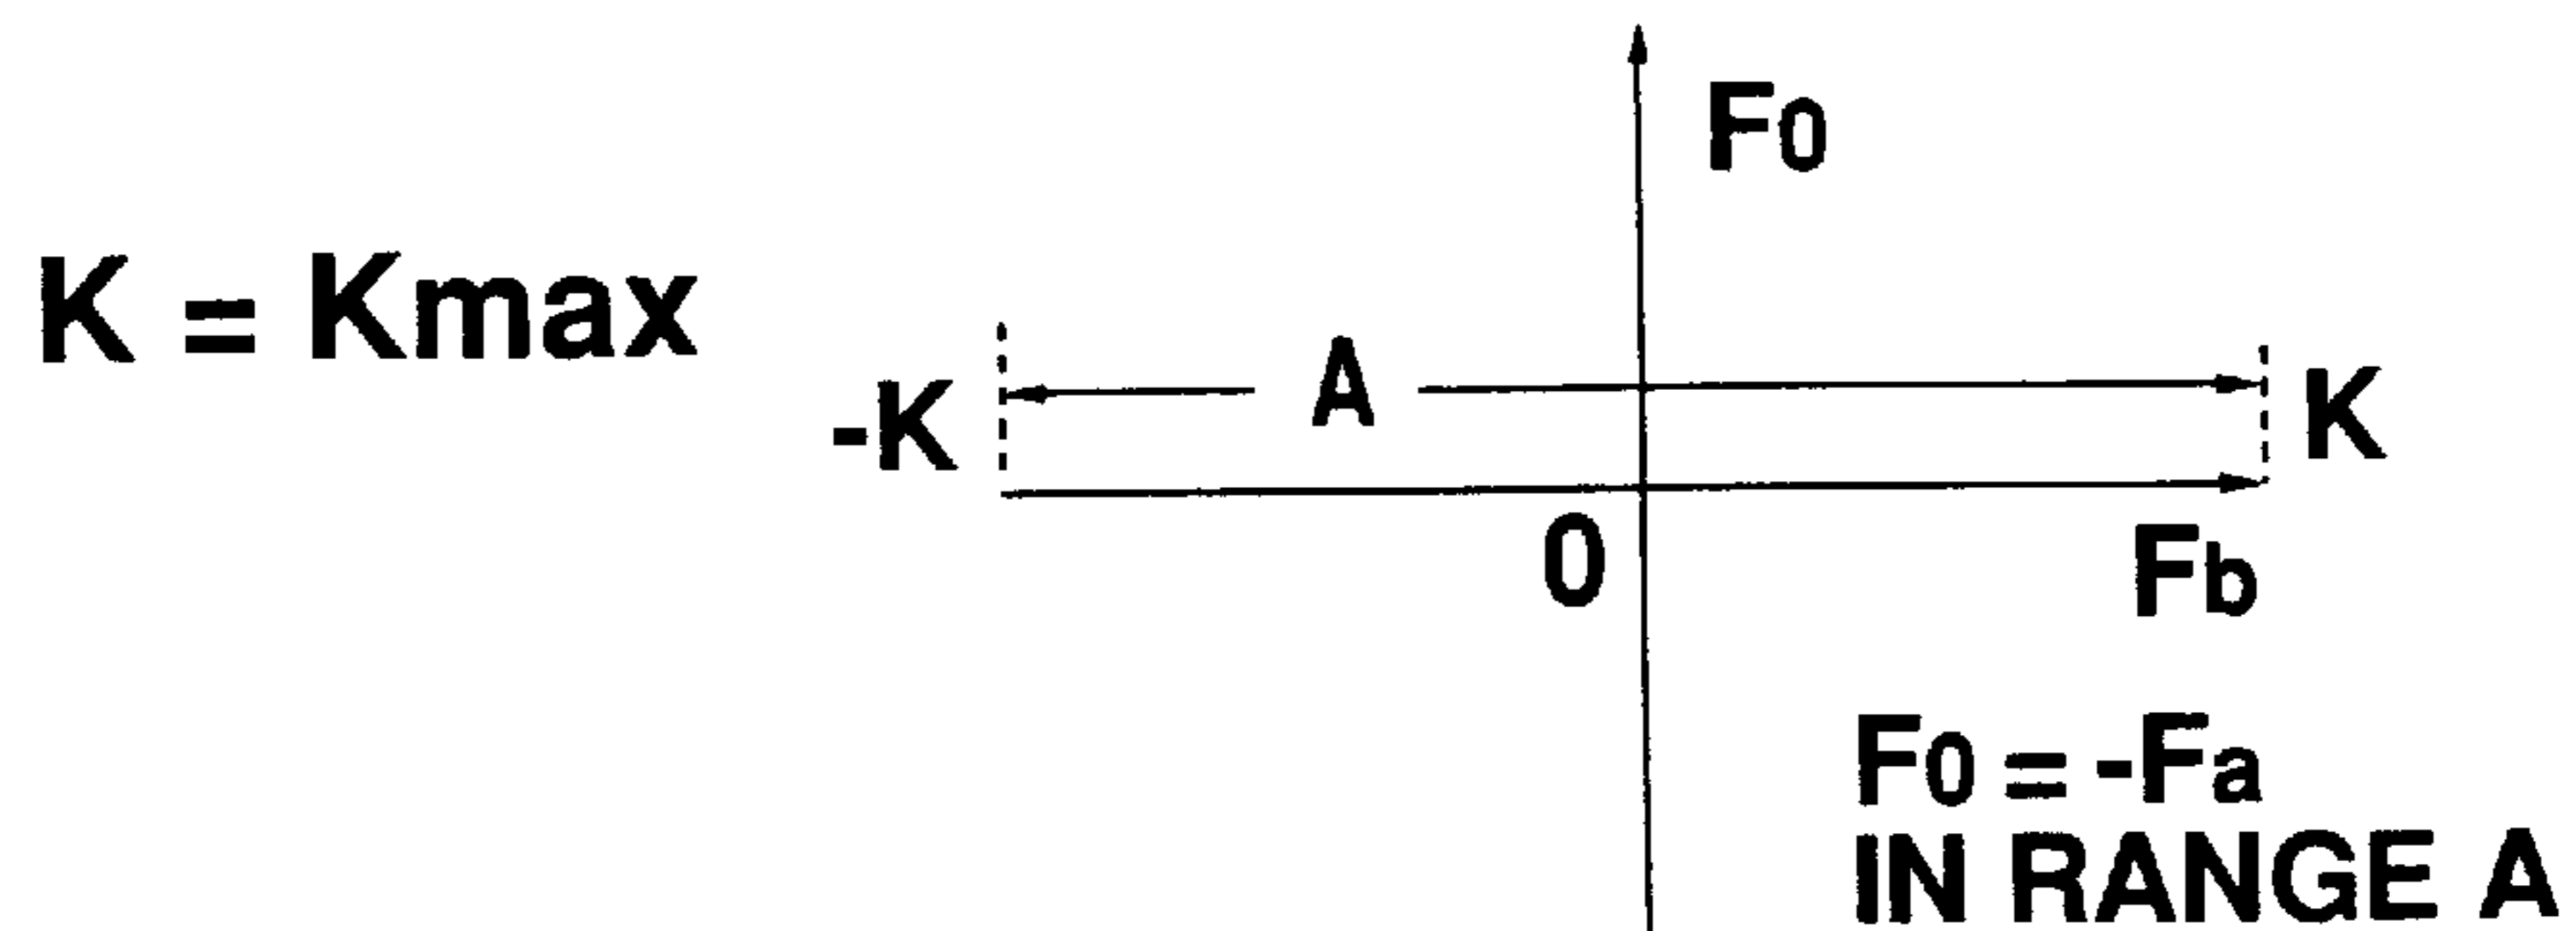 F0
K = Kmax
-K
A
K
0
Fb
F0 = -Fa
IN RANGE A